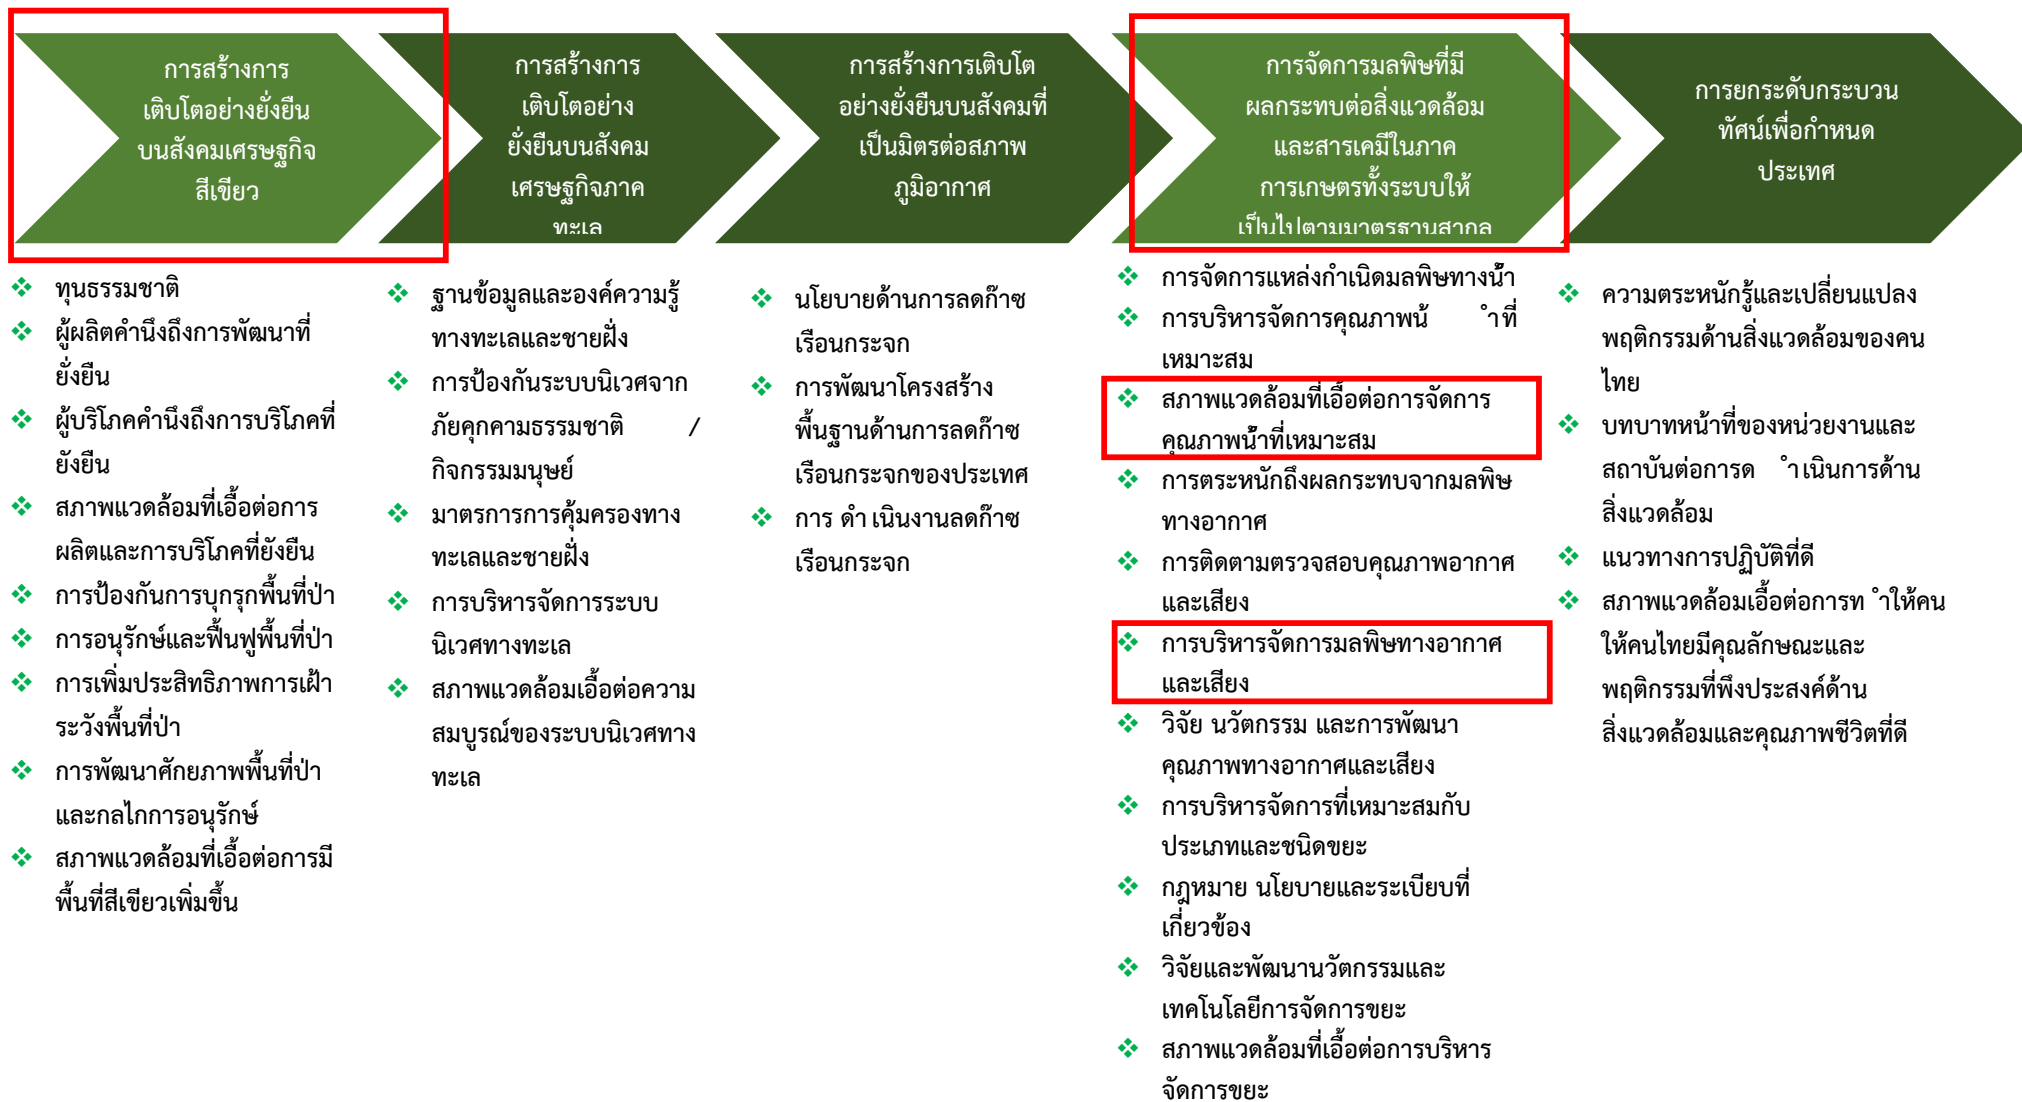 การสร้างการ
เติบโตอย่างยั่งยืน
บนสังคมเศรษฐกิจ
สีเขียว
การสร้างการ
เติบโตอย่าง
ยั่งยืนบนสังคม
เศรษฐกิจภาค
ทะเล
การสร้างการเติบโต
อย่างยั่งยืนบนสังคมที่
เป็นมิตรต่อสภาพ
ภูมิอากาศ
การจัดการมลพิษที่มี
ผลกระทบต่อสิ่งแวดล้อม
และสารเคมีในภาค
การเกษตรทั้งระบบให้
เป็นไปตามมาตรฐานสากล
การยกระดับกระบวน
ทัศน์เพื่อกำหนด
ประเทศ
❖ ทุนธรรมชาติ
❖ ผู้ผลิตคำนึงถึงการพัฒนาที่
ยั่งยืน
❖ ผู้บริโภคคำนึงถึงการบริโภคที่
ยังยืน
❖ สภาพแวดล้อมที่เอื้อต่อการ
ผลิตและการบริโภคที่ยังยืน
❖ การป้องกันการบุกรุกพื้นที่ป่า
❖ การอนุรักษ์และฟื้นฟูพื้นที่ป่า
❖ การเพิ่มประสิทธิภาพการเฝ้า
ระวังพื้นที่ป่า
❖ การพัฒนาศักยภาพพื้นที่ป่า
และกลไกการอนุรักษ์
❖ สภาพแวดล้อมที่เอื้อต่อการมี
พื้นที่สีเขียวเพิ่มขึ้น
❖ ฐานข้อมูลและองค์ความรู้
ทางทะเลและชายฝั่ง
❖ การป้องกันระบบนิเวศจาก
ภัยคุกคามธรรมชาติ /
กิจกรรมมนุษย์
❖ มาตรการการคุ้มครองทาง
ทะเลและชายฝั่ง
❖ การบริหารจัดการระบบ
นิเวศทางทะเล
❖ สภาพแวดล้อมเอื้อต่อความ
สมบูรณ์ของระบบนิเวศทาง
ทะเล
❖ นโยบายด้านการลดก๊าซ
เรือนกระจก
❖ การพัฒนาโครงสร้าง
พื้นฐานด้านการลดก๊าซ
เรือนกระจกของประเทศ
❖ การ ดำ เนินงานลดก๊าซ
เรือนกระจก
❖ การจัดการแหล่งกำเนิดมลพิษทางน้ำ
❖ การบริหารจัดการคุณภาพน้ ำที่
เหมาะสม
❖ สภาพแวดล้อมที่เอื้อต่อการจัดการ
คุณภาพน้ำที่เหมาะสม
❖ การตระหนักถึงผลกระทบจากมลพิษ
ทางอากาศ
❖ การติดตามตรวจสอบคุณภาพอากาศ
และเสียง
❖ การบริหารจัดการมลพิษทางอากาศ
และเสียง
❖ วิจัย นวัตกรรม และการพัฒนา
คุณภาพทางอากาศและเสียง
❖ การบริหารจัดการที่เหมาะสมกับ
ประเภทและชนิดขยะ
❖ กฎหมาย นโยบายและระเบียบที่
เกี่ยวข้อง
❖ วิจัยและพัฒนานวัตกรรมและ
เทคโนโลยีการจัดการขยะ
❖ สภาพแวดล้อมที่เอื้อต่อการบริหาร
จัดการขยะ
❖ ความตระหนักรู้และเปลี่ยนแปลง
พฤติกรรมด้านสิ่งแวดล้อมของคน
ไทย
❖ บทบาทหน้าที่ของหน่วยงานและ
สถาบันต่อการด ำเนินการด้าน
สิ่งแวดล้อม
❖ แนวทางการปฏิบัติที่ดี
❖ สภาพแวดล้อมเอื้อต่อการท ำให้คน
ให้คนไทยมีคุณลักษณะและ
พฤติกรรมที่พึงประสงค์ด้าน
สิ่งแวดล้อมและคุณภาพชีวิตที่ดี